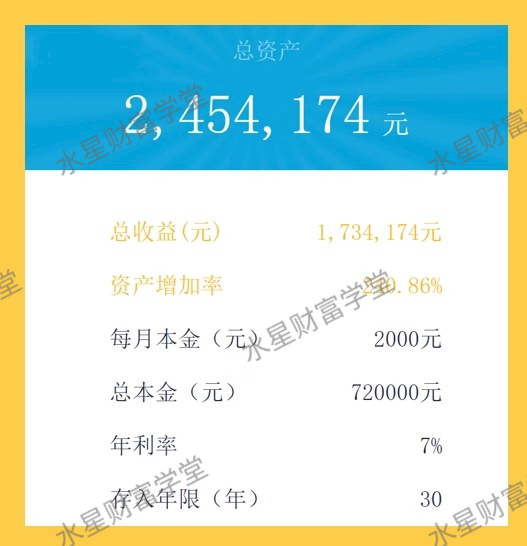 总资产
2,454,174 元
总收益(元) 1,734,174元
资产增加率 240.86%
每月本金（元） 2000元
总本金（元） 720000元
年利率 7%
存入年限（年） 30
水星财富学堂
水星财富
学堂
水星财富学堂
水星财富学堂
水星财富